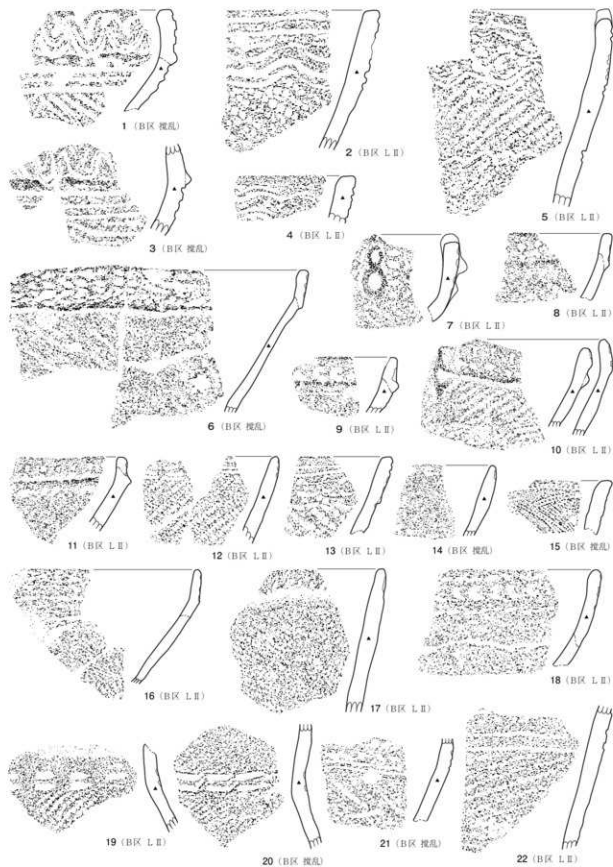 1（B区 撹乱）
2（B区 LⅡ）
3（B区 撹乱）
4（B区 LⅡ）
5（B区 LⅡ）
6（B区 撹乱）
7（B区 LⅡ）
8（B区 LⅡ）
9（B区 LⅡ）
10（B区 LⅡ）
11（B区 LⅡ）
12（B区 LⅡ）
13（B区 LⅡ）
14（B区 撹乱）
15（B区 撹乱）
16（B区 LⅡ）
17（B区 LⅡ）
18（B区 LⅡ）
19（B区 LⅡ）
20（B区 撹乱）
21（B区 撹乱）
22（B区 LⅡ）